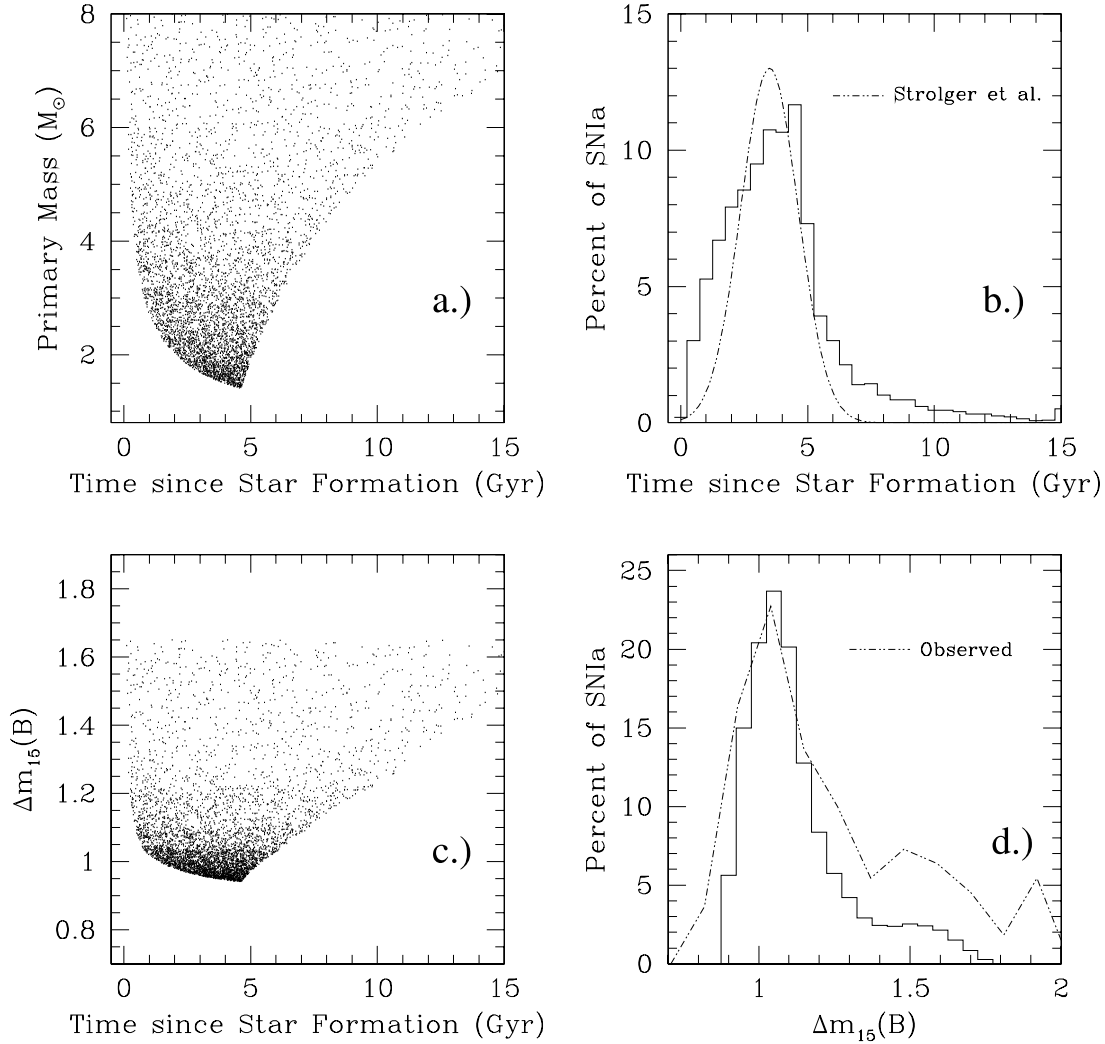 8
6
4
2
Primary Mass (M☉)
a.)
0 5 10 15
Time since Star Formation (Gyr)
15
10
5
0
Percent of SNIa
Strolger et al.
b.)
0 5 10 15
Time since Star Formation (Gyr)
1.8
1.6
1.4
1.2
1
0.8
Δm₁₅(B)
c.)
0 5 10 15
Time since Star Formation (Gyr)
25
20
15
10
5
0
Percent of SNIa
Observed
d.)
1 1.5 2
Δm₁₅(B)